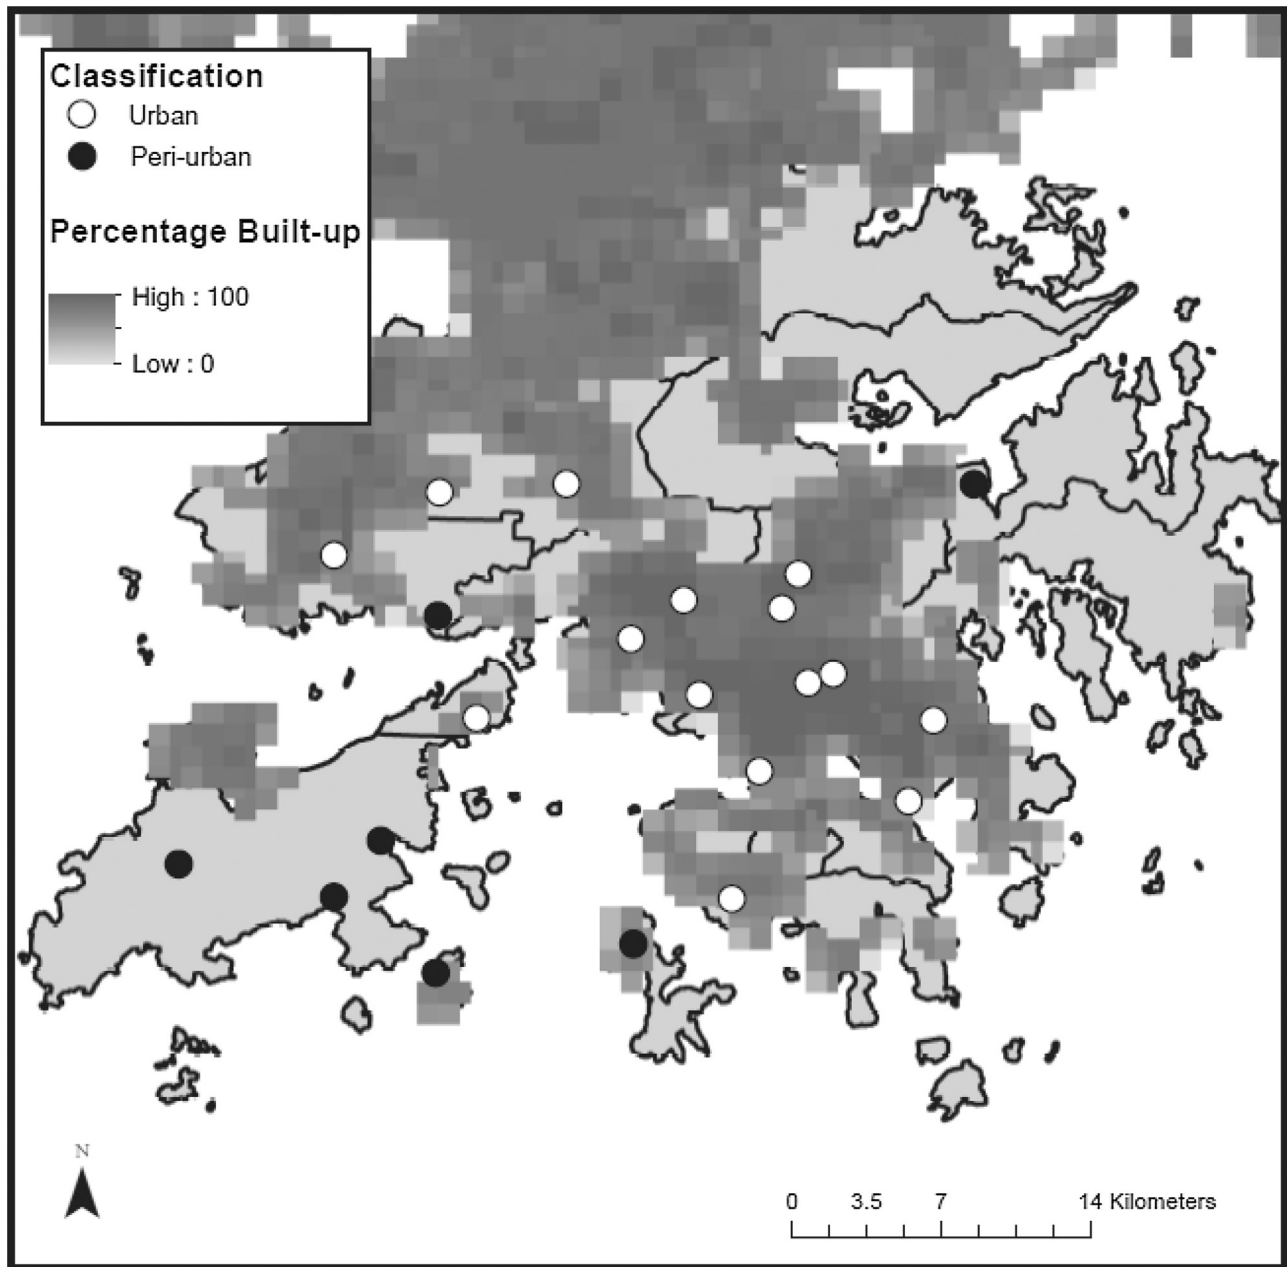 Classification
Urban
Peri-urban
Percentage Built-up
High : 100
Low : 0
N
0 3.5 7 14 Kilometers